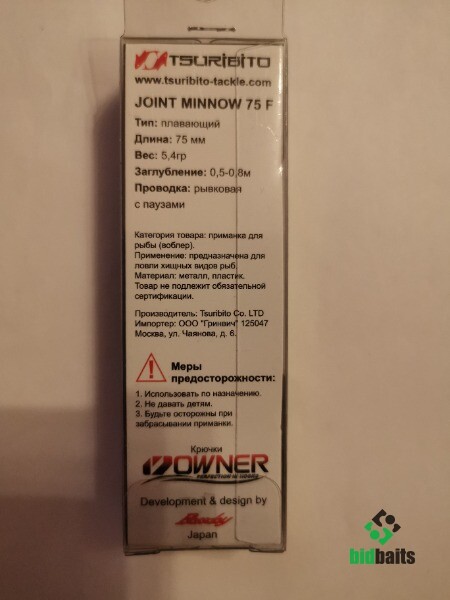 TSURIBITO
www.tsuribito-tackle.com
JOINT MINNOW 75 F
Тип: плавающий
Длина: 75 мм
Вес: 5,4гр
Заглубление: 0,5-0,8м
Проводка: рывковая
с паузами
Категория товара: приманка для
рыбы (воблер).
Применение: предназначена для
ловли хищных видов рыб.
Материал: металл, пластик.
Товар не подлежит обязательной
сертификации.
Производитель: Tsuribito Co. LTD
Импортер: ООО "Гринвич" 125047
Москва, ул. Чаянова, д. 6.
Меры
предосторожности:
1. Использовать по назначению.
2. Не давать детям.
3. Будьте осторожны при
забрасывании приманки.
Крючки
OWNER
Development & design by
Japan
bidbaits